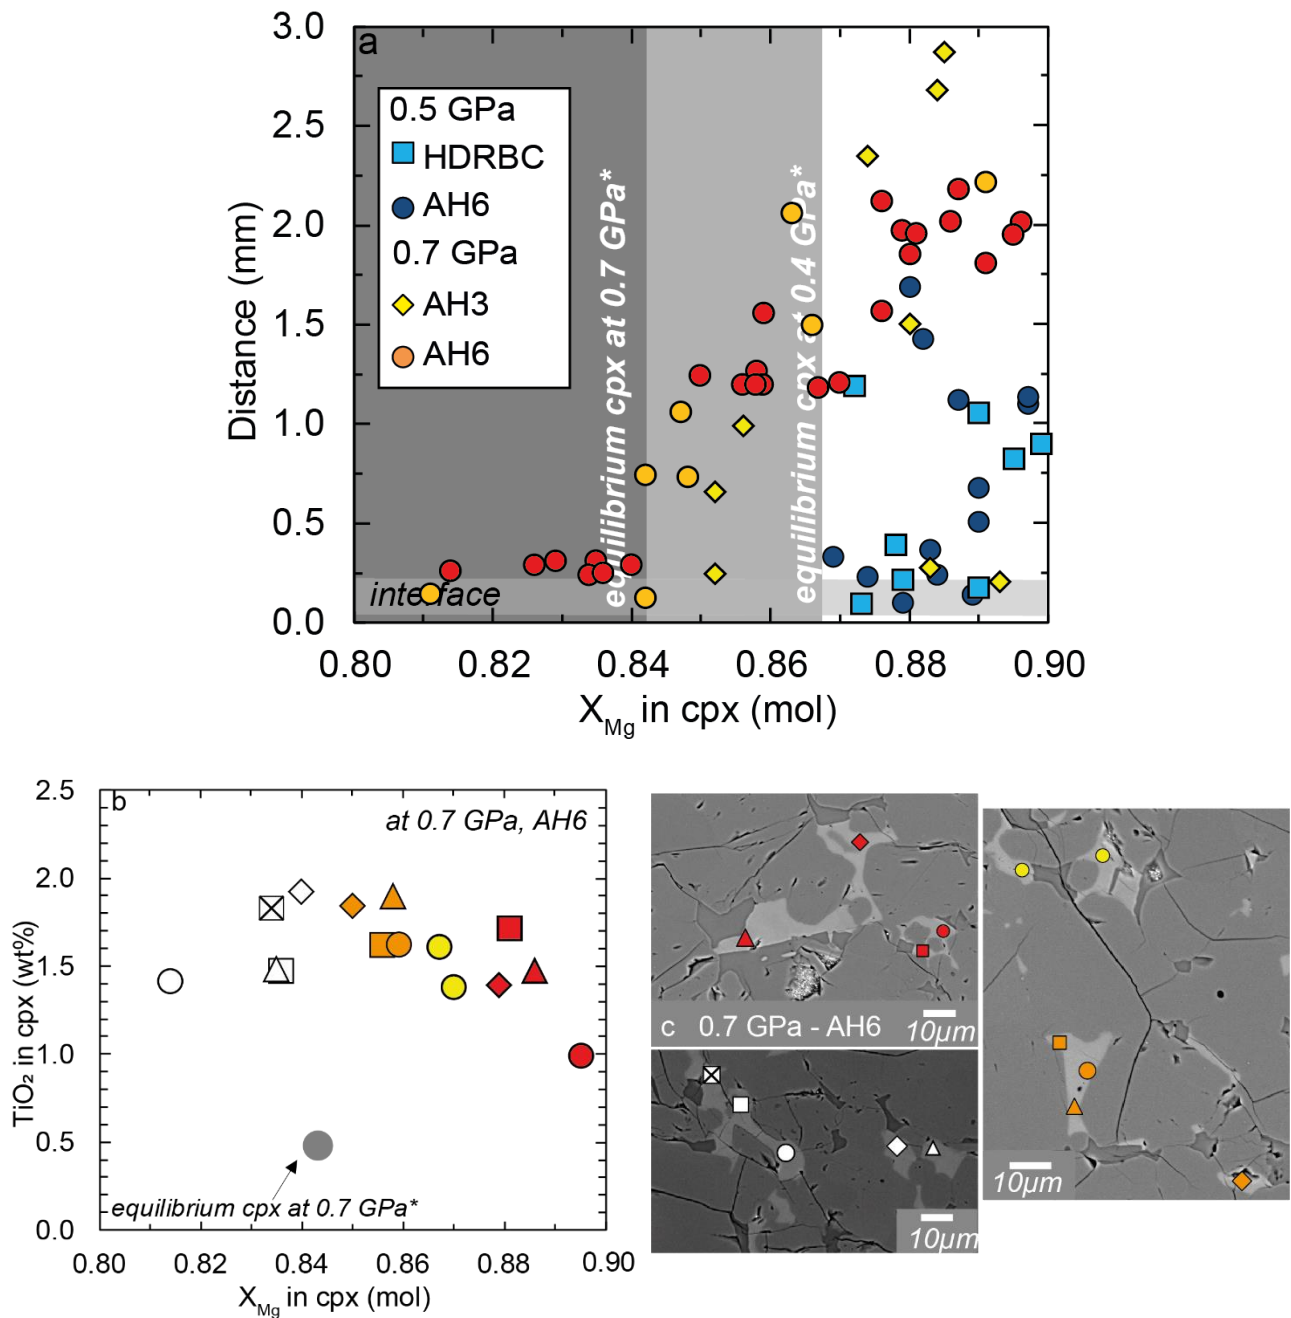 a
3.0
2.5
2.0
1.5
1.0
0.5
0.0
Distance (mm)
0.5 GPa
HDRBC
AH6
0.7 GPa
AH3
AH6
equilibrium cpx at 0.7 GPa*
equilibrium cpx at 0.4 GPa*
interface
0.80 0.82 0.84 0.86 0.88 0.90
X_Mg in cpx (mol)
b
at 0.7 GPa, AH6
2.5
2.0
1.5
1.0
0.5
0.0
TiO₂ in cpx (wt%)
equilibrium cpx at 0.7 GPa*
0.80 0.82 0.84 0.86 0.88 0.90
X_Mg in cpx (mol)
c 0.7 GPa - AH6 10µm
10µm
10µm